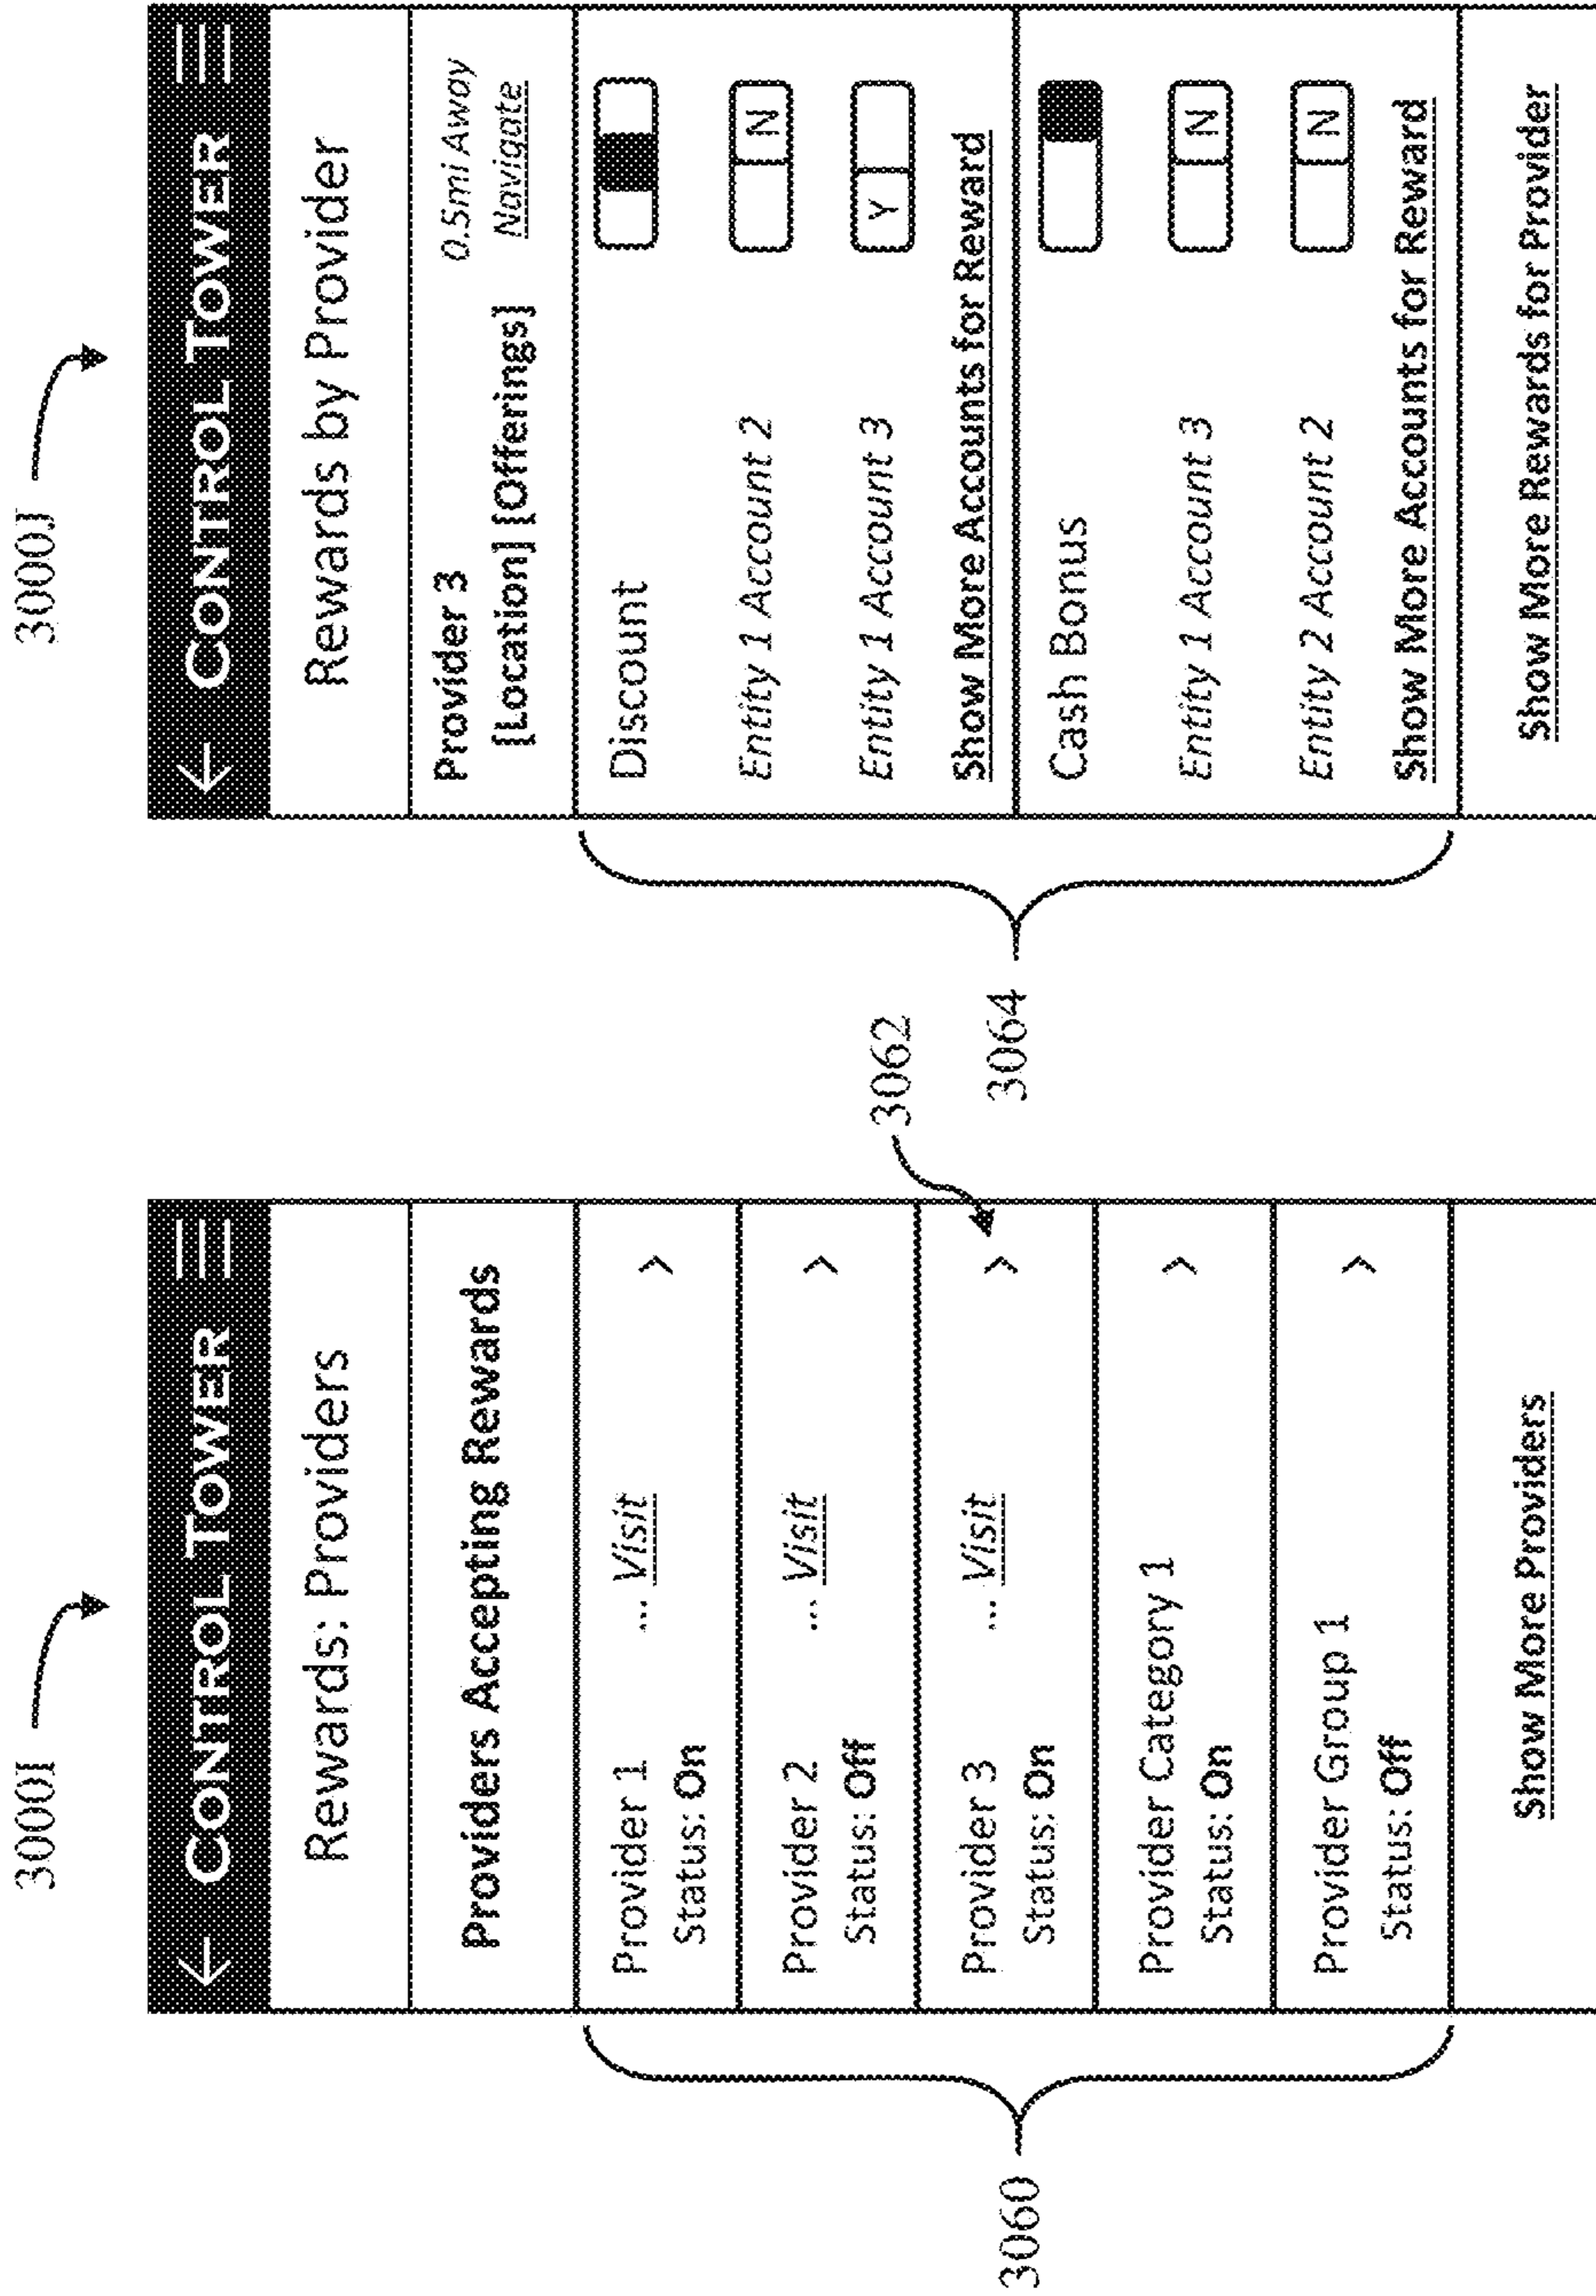 3000I
← CONTROL TOWER
Rewards: Providers
Providers Accepting Rewards
Provider 1 ... Visit >
Status: On
Provider 2 ... Visit >
Status: Off
Provider 3 ... Visit >
Status: On
Provider Category 1 >
Status: On
Provider Group 1 >
Status: Off
Show More Providers
3060
3062
3064
3000J
← CONTROL TOWER
Rewards by Provider
Provider 3 0.5mi Away
[Location] [Offerings] Navigate
Discount
Entity 1 Account 2 N
Entity 1 Account 3 Y
Show More Accounts for Reward
Cash Bonus
Entity 1 Account 3 N
Entity 2 Account 2 N
Show More Accounts for Reward
Show More Rewards for Provider